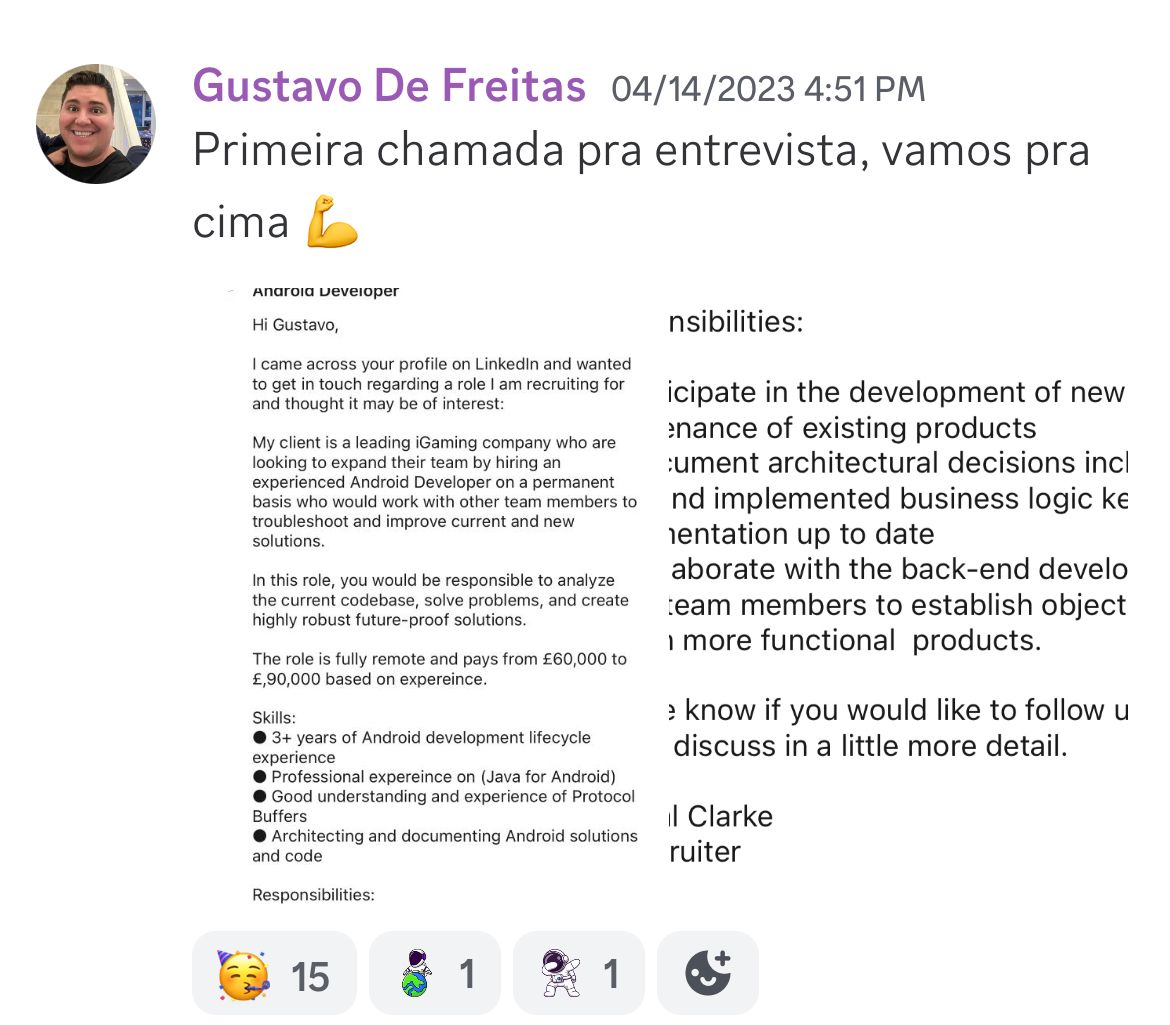 Gustavo De Freitas 04/14/2023 4:51 PM
Primeira chamada pra entrevista, vamos pra
cima 💪
Android Developer
Hi Gustavo,
I came across your profile on LinkedIn and wanted
to get in touch regarding a role I am recruiting for
and thought it may be of interest:
My client is a leading iGaming company who are
looking to expand their team by hiring an
experienced Android Developer on a permanent
basis who would work with other team members to
troubleshoot and improve current and new
solutions.
In this role, you would be responsible to analyze
the current codebase, solve problems, and create
highly robust future-proof solutions.
The role is fully remote and pays from £60,000 to
£,90,000 based on expereince.
Skills:
● 3+ years of Android development lifecycle
experience
● Professional expereince on (Java for Android)
● Good understanding and experience of Protocol
Buffers
● Architecting and documenting Android solutions
and code
Responsibilities:
nsibilities:
icipate in the development of new
enance of existing products
cument architectural decisions incl
nd implemented business logic ke
entation up to date
aborate with the back-end develo
team members to establish object
more functional  products.
e know if you would like to follow u
discuss in a little more detail.
l Clarke
ruiter
15
1
1